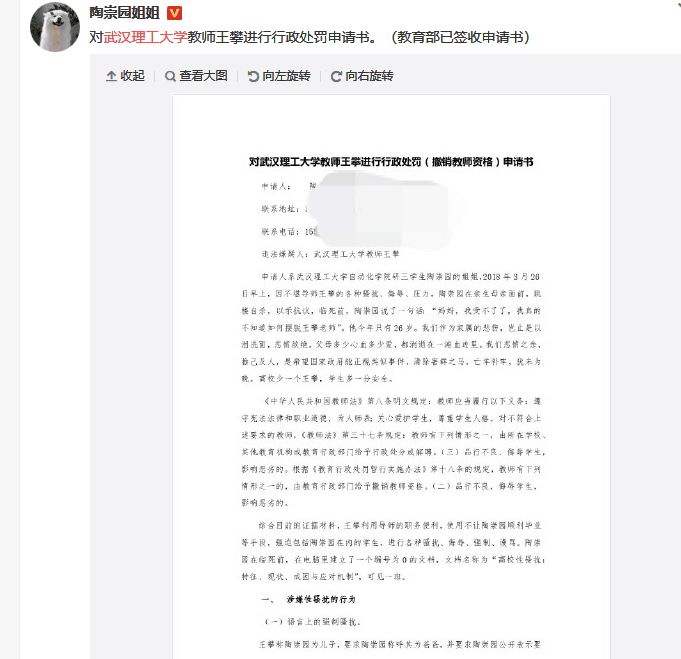 陶崇园姐姐
对武汉理工大学教师王攀进行行政处罚申请书。（教育部已签收申请书）
收起 查看大图 向左旋转 向右旋转
对武汉理工大学教师王攀进行行政处罚（撤销教师资格）申请书
申请人： 陶
联系地址：
联系电话：155
违法嫌疑人：武汉理工大学教师王攀
申请人系武汉理工大学自动化学院研三学生陶崇园的姐姐,2018 年 3 月 26
日早上，因不堪导师王攀的各种骚扰、侮辱、压力，陶崇园在亲生母亲面前，跳
楼自杀，以示抗议，临死前，陶崇园说了一句话：“妈妈，我受不了了，我真的
不知道如何摆脱王攀老师”。他今年只有 26 岁。我们作为家属的悲伤，岂止是以
泪洗面，悲愤欲绝。父母多少心血多少爱，都消逝在一滩血迹里。我们悲愤之余，
推己及人，是希望国家政府能正视类似事件，清除害群之马。亡羊补牢、犹未为
晚。高校少一个王攀，学生多一分安全。
《中华人民共和国教师法》第八条明文规定：教师应当履行以下义务：遵
守宪法法律和职业道德，为人师表；关心爱护学生，尊重学生人格。对不符合上
述要求的教师，《教师法》第三十七条规定：教师有下列情形之一，由所在学校、
其他教育机构或教育行政部门给予行政处分或解聘。（三）品行不良、侮辱学生，
影响恶劣的。根据《教育行政处罚暂行实施办法》第十八条的规定，教师有下列
情形之一的，由教育行政部门给予撤销教师资格。（二）品行不良、侮辱学生，
影响恶劣的。
综合目前的证据材料，王攀利用导师的职务便利，使用不让陶崇园顺利毕业
等手段，强迫包括陶崇园在内的学生，进行各种骚扰、侮辱、强制、谩骂。陶崇
园在临死前，在电脑里建立了一个编号为 0 的文档，文档名称为“高校性骚扰：
特征、现状、成因与应对机制”，可见一斑。
一、 涉嫌性骚扰的行为
（一）语言上的强制骚扰。
王攀称陶崇园为儿子，要求陶崇园称呼其为爸爸，并要求陶崇园公开表示要